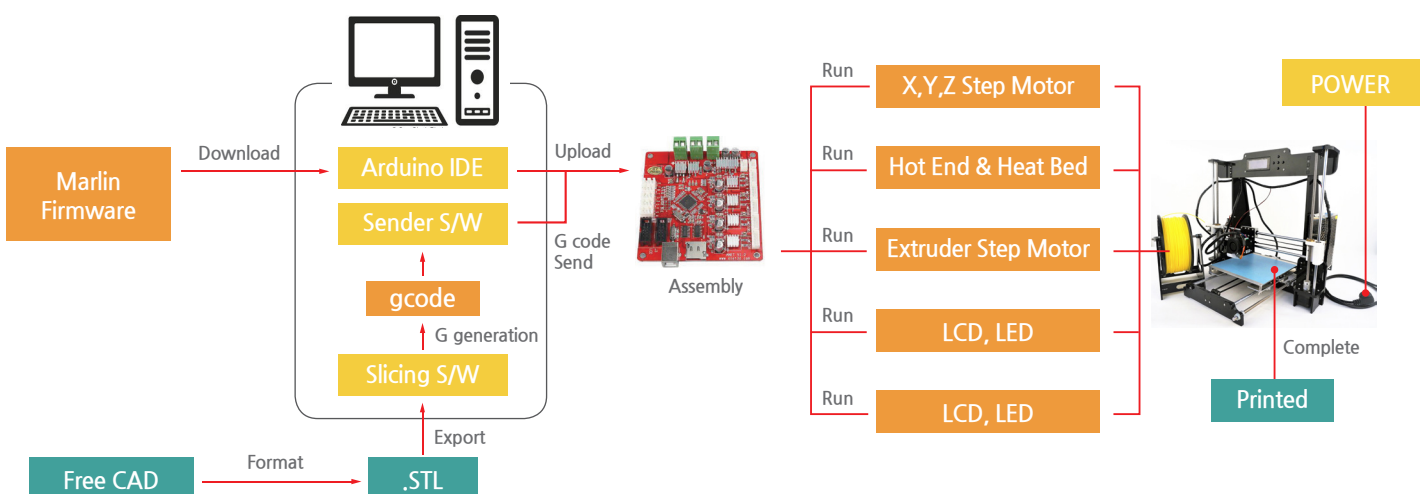 Marlin
Firmware
Download
Arduino IDE
Sender S/W
gcode
G generation
Slicing S/W
Export
Free CAD
Format
.STL
Upload
G code
Send
Assembly
Run
X,Y,Z Step Motor
Run
Hot End & Heat Bed
Run
Extruder Step Motor
Run
LCD, LED
Run
LCD, LED
POWER
Complete
Printed